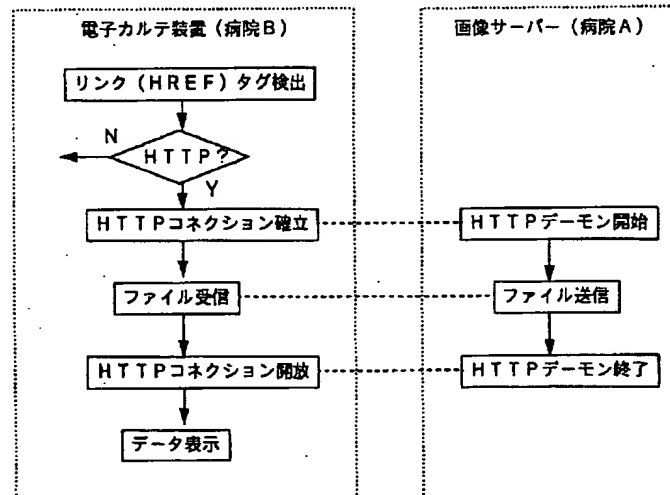 電子カルテ装置（病院Ｂ）
リンク（ＨＲＥＦ）タグ検出
Ｎ
ＨＴＴＰ？
Ｙ
ＨＴＴＰコネクション確立
ファイル受信
ＨＴＴＰコネクション開放
データ表示
画像サーバー（病院Ａ）
ＨＴＴＰデーモン開始
ファイル送信
ＨＴＴＰデーモン終了